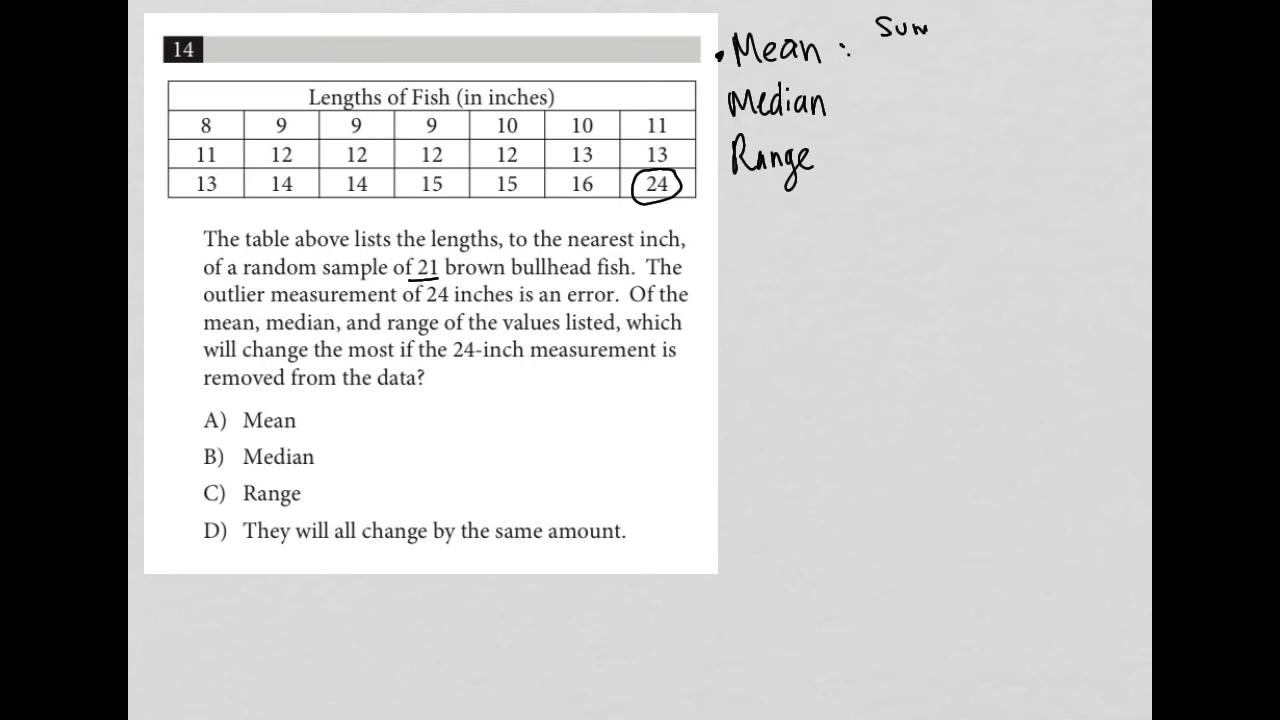 14
Sum
Mean :
Median
Range
Lengths of Fish (in inches)
8 9 9 9 10 10 11
11 12 12 12 12 13 13
13 14 14 15 15 16 24
The table above lists the lengths, to the nearest inch,
of a random sample of 21 brown bullhead fish. The
outlier measurement of 24 inches is an error. Of the
mean, median, and range of the values listed, which
will change the most if the 24-inch measurement is
removed from the data?
A) Mean
B) Median
C) Range
D) They will all change by the same amount.